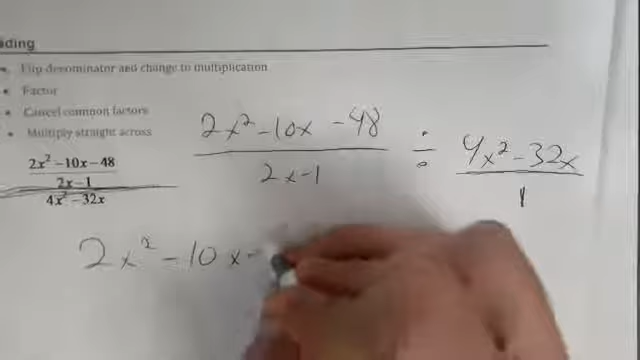 ading
• Flip denominator and change to multiplication
• Factor
• Cancel common factors
• Multiply straight across
2x² – 10x – 48
2x – 1
4x² – 32x
2x² - 10x - 48
2x - 1
÷
4x² - 32x
1
2x² - 10x -